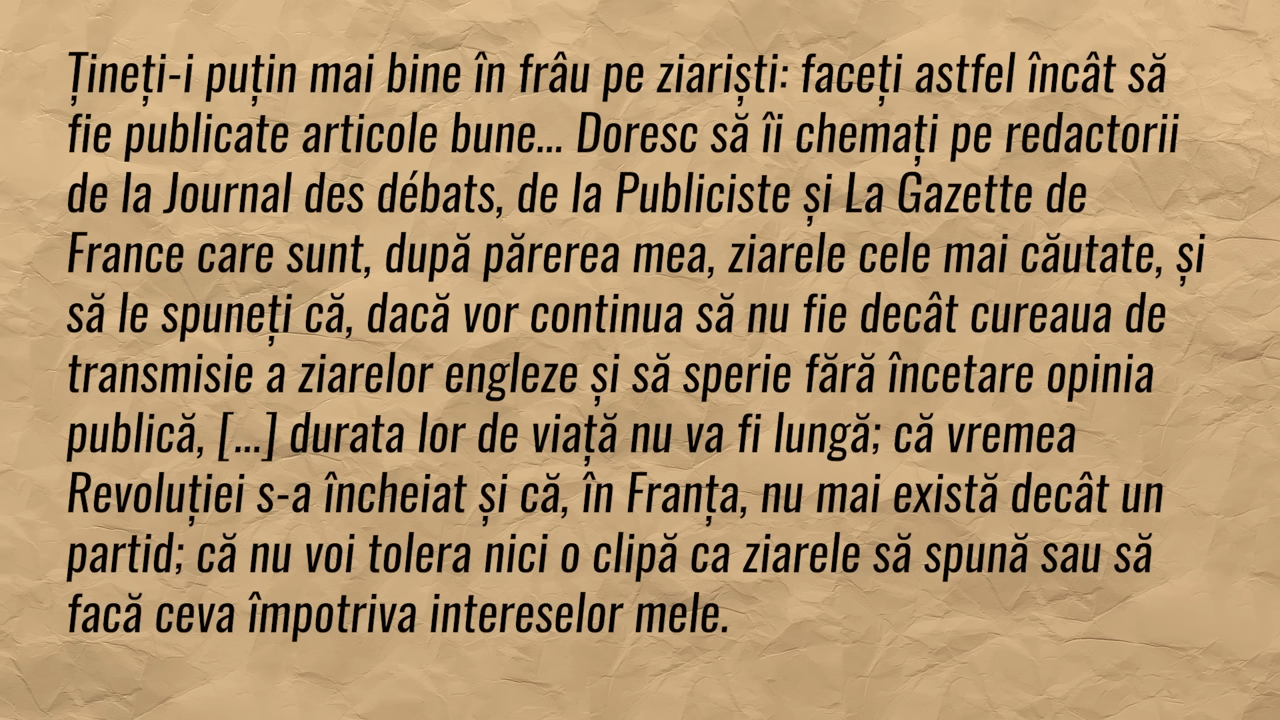 Țineți-i puțin mai bine în frâu pe ziariști: faceți astfel încât să
fie publicate articole bune... Doresc să îi chemați pe redactorii
de la Journal des débats, de la Publiciste și La Gazette de
France care sunt, după părerea mea, ziarele cele mai căutate, și
să le spuneți că, dacă vor continua să nu fie decât cureaua de
transmisie a ziarelor engleze și să sperie fără încetare opinia
publică, [...] durata lor de viață nu va fi lungă; că vremea
Revoluției s-a încheiat și că, în Franța, nu mai există decât un
partid; că nu voi tolera nici o clipă ca ziarele să spună sau să
facă ceva împotriva intereselor mele.